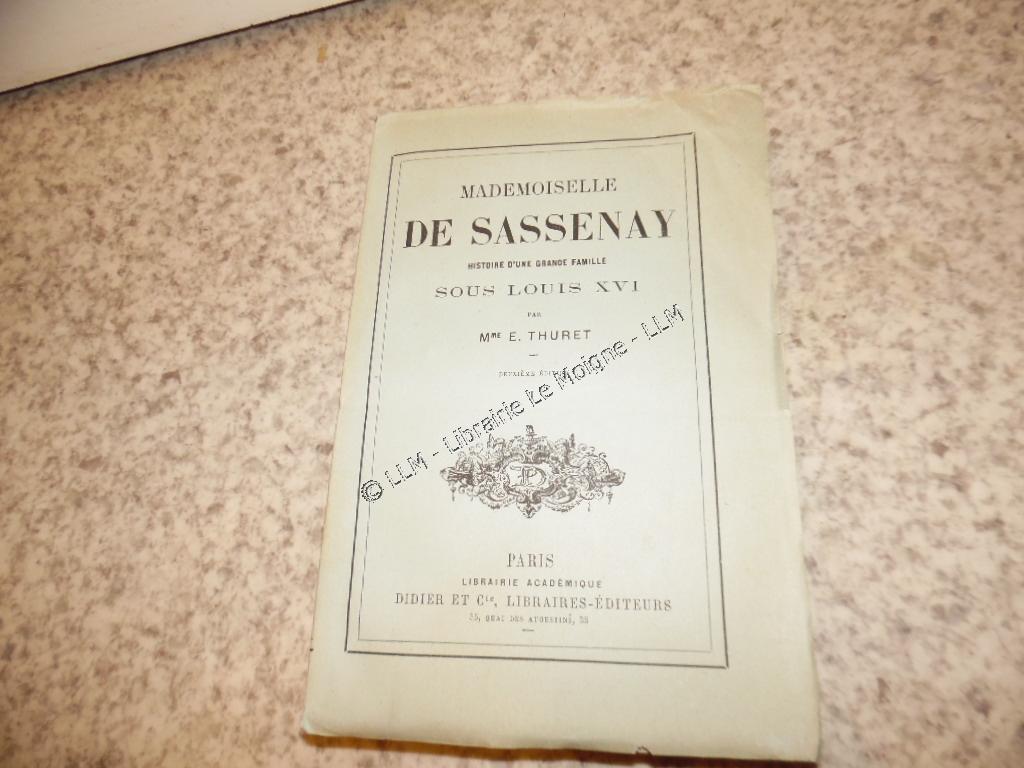 MADEMOISELLE
DE SASSENAY
HISTOIRE D'UNE GRANDE FAMILLE
SOUS LOUIS XVI
PAR
MME E. THURET
DEUXIÈME
© LLM - Librairie Le Moigne - LLM
PARIS
LIBRAIRIE ACADÉMIQUE
DIDIER ET Cie, LIBRAIRES-ÉDITEURS
35, QUAI DES AUGUSTINS, 35